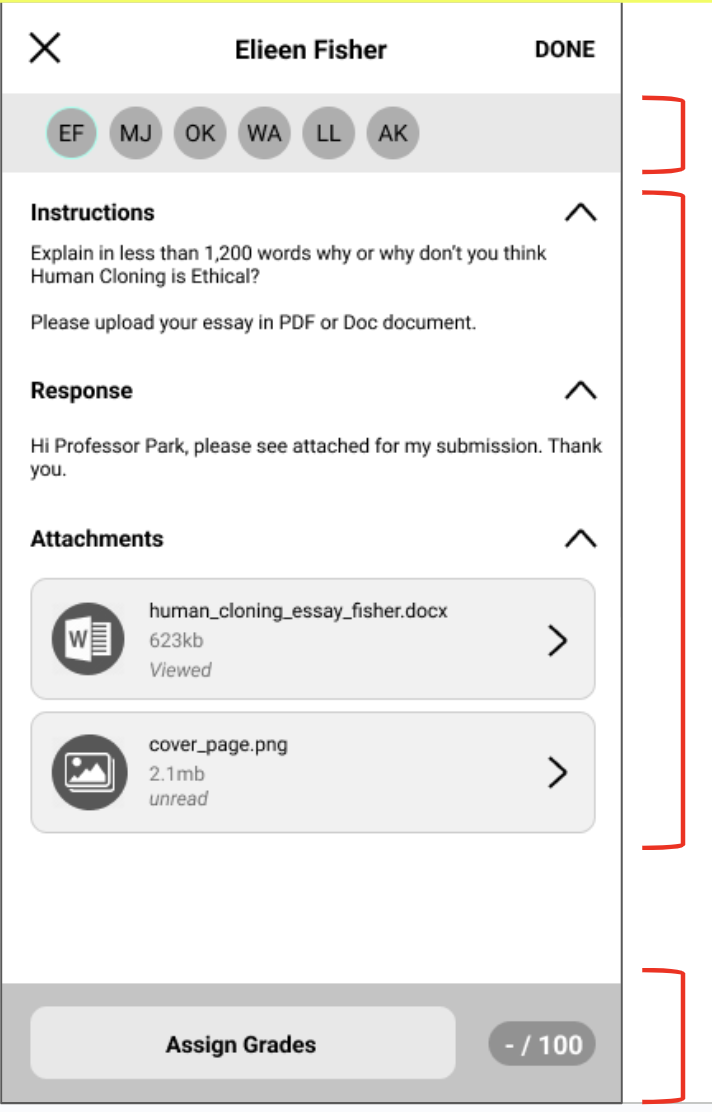 Elieen Fisher
DONE
EF MJ OK WA LL AK
Instructions
Explain in less than 1,200 words why or why don't you think
Human Cloning is Ethical?
Please upload your essay in PDF or Doc document.
Response
Hi Professor Park, please see attached for my submission. Thank
you.
Attachments
W
human_cloning_essay_fisher.docx
623kb
Viewed
cover_page.png
2.1mb
unread
Assign Grades
- / 100